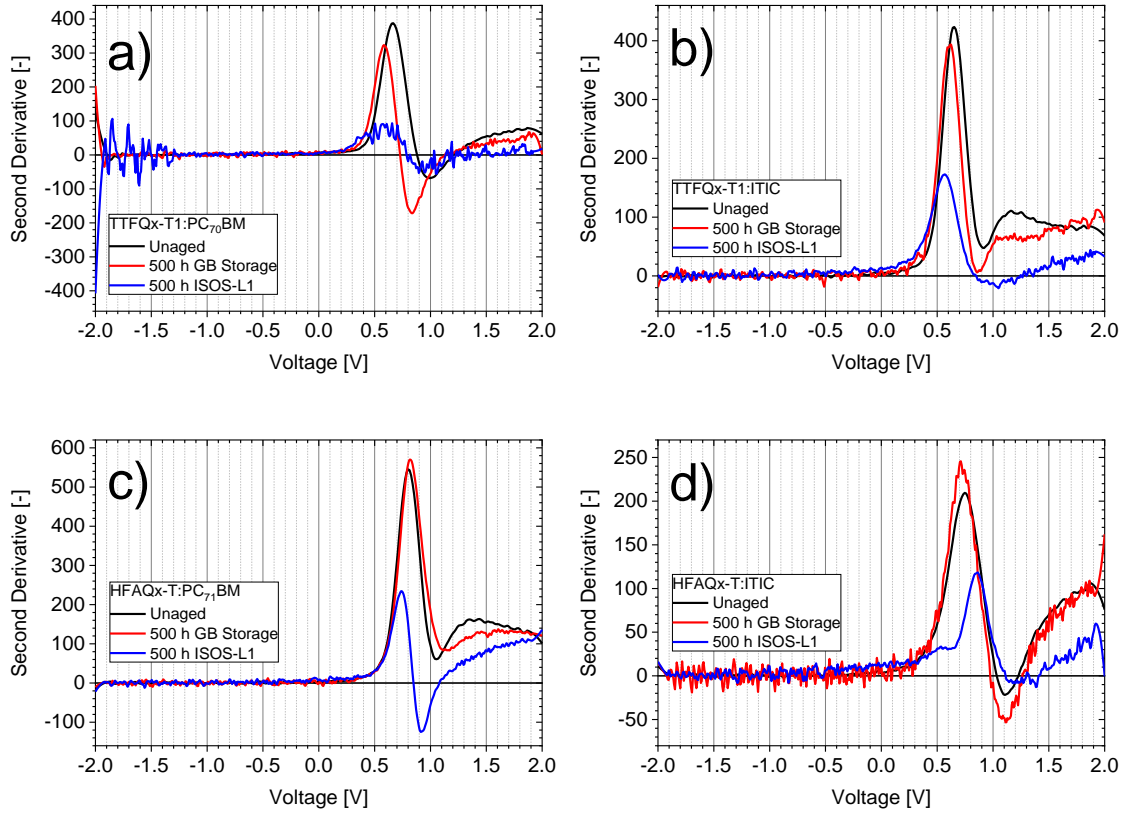 a)
Second Derivative [-]
400
300
200
100
0
-100
-200
-300
-400
TTFQx-T1:PC₇₀BM
Unaged
500 h GB Storage
500 h ISOS-L1
-2.0 -1.5 -1.0 -0.5 0.0 0.5 1.0 1.5 2.0
Voltage [V]
b)
Second Derivative [-]
400
300
200
100
0
TTFQx-T1:ITIC
Unaged
500 h GB Storage
500 h ISOS-L1
-2.0 -1.5 -1.0 -0.5 0.0 0.5 1.0 1.5 2.0
Voltage [V]
c)
Second Derivative [-]
600
500
400
300
200
100
0
-100
HFAQx-T:PC₇₁BM
Unaged
500 h GB Storage
500 h ISOS-L1
-2.0 -1.5 -1.0 -0.5 0.0 0.5 1.0 1.5 2.0
Voltage [V]
d)
Second Derivative [-]
250
200
150
100
50
0
-50
HFAQx-T:ITIC
Unaged
500 h GB Storage
500 h ISOS-L1
-2.0 -1.5 -1.0 -0.5 0.0 0.5 1.0 1.5 2.0
Voltage [V]